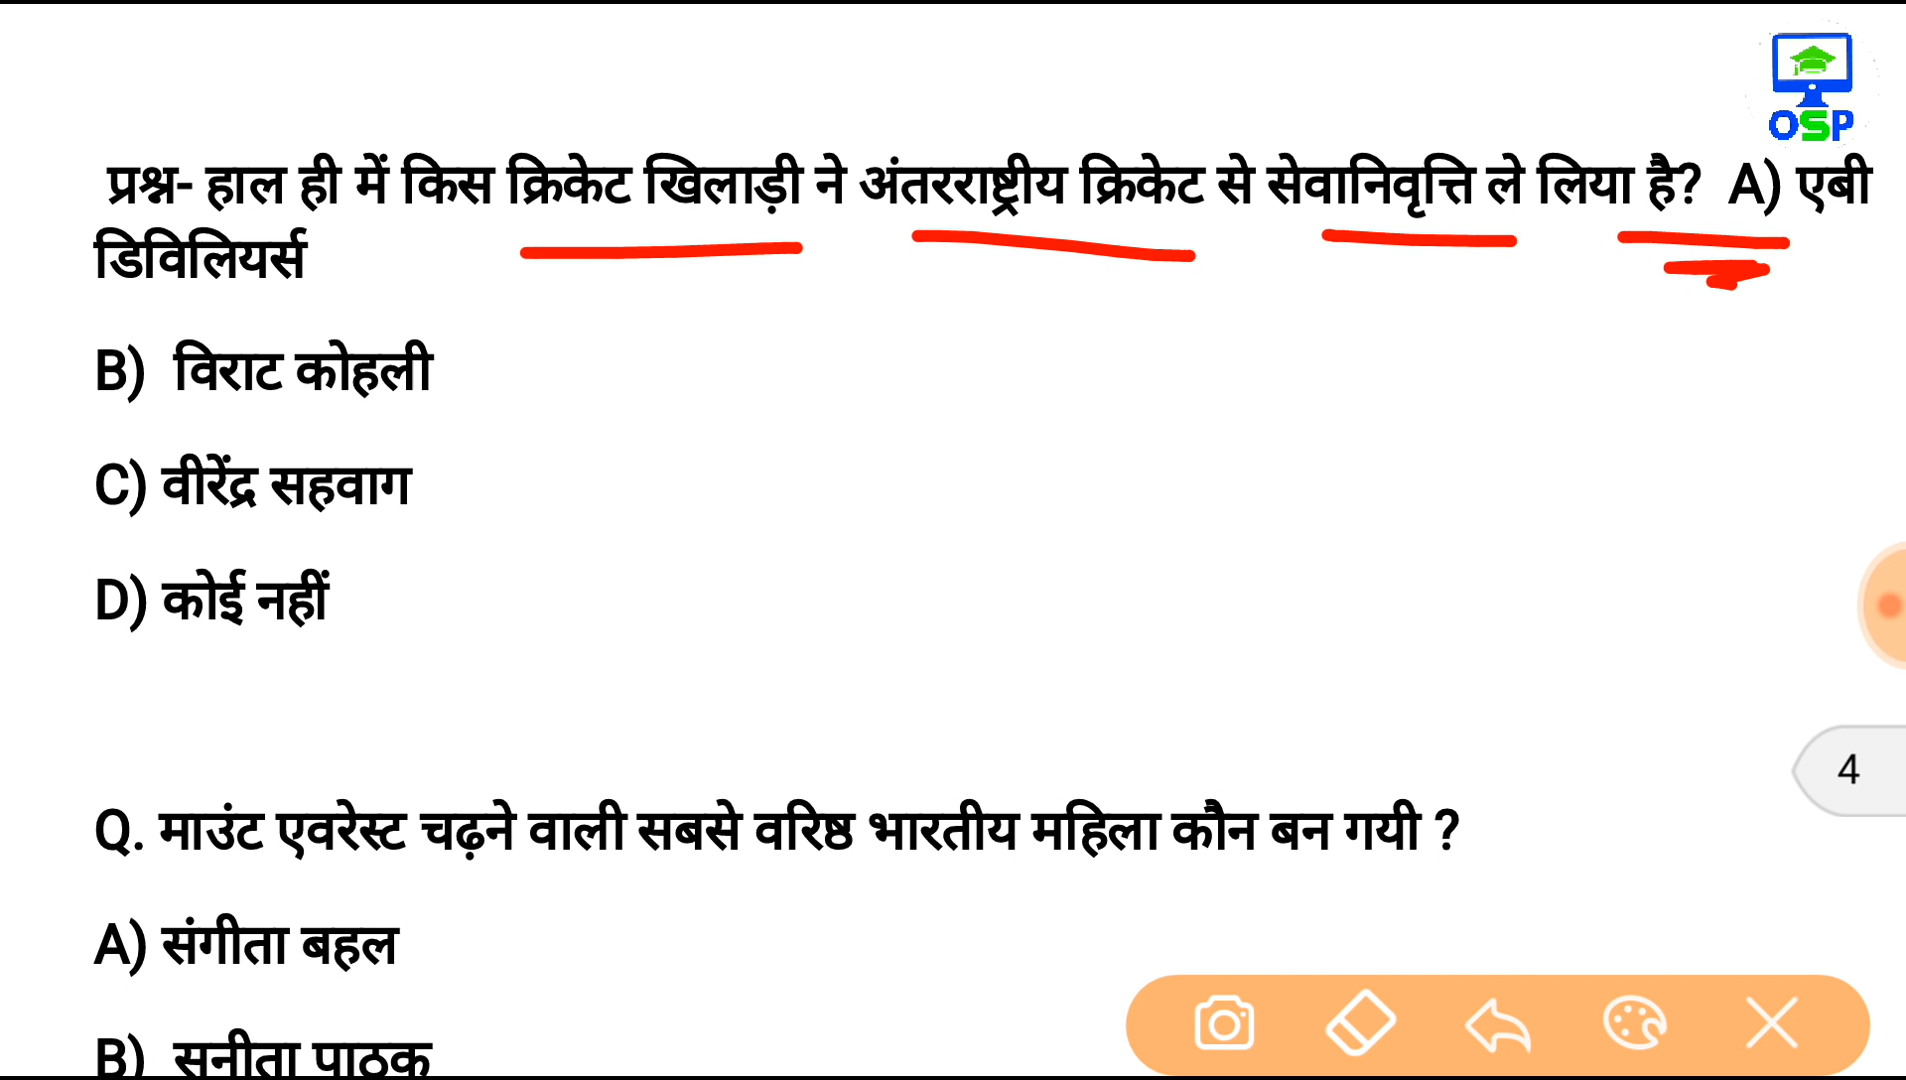 OSP
प्रश्न- हाल ही में किस क्रिकेट खिलाड़ी ने अंतरराष्ट्रीय क्रिकेट से सेवानिवृत्ति ले लिया है? A) एबी
डिविलियर्स
B) विराट कोहली
C) वीरेंद्र सहवाग
D) कोई नहीं
4
Q. माउंट एवरेस्ट चढ़ने वाली सबसे वरिष्ठ भारतीय महिला कौन बन गयी ?
A) संगीता बहल
B) सुनीता पाठक